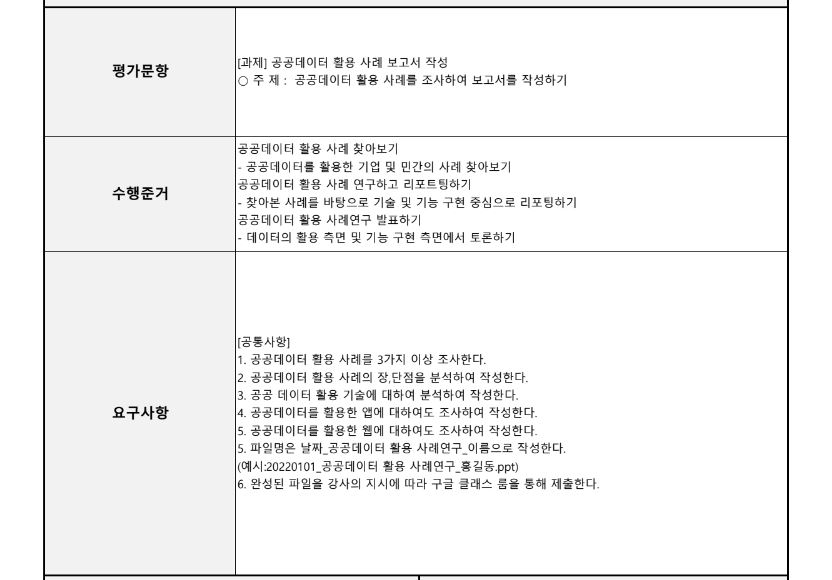 평가문항
[과제] 공공데이터 활용 사례 보고서 작성
○ 주 제 : 공공데이터 활용 사례를 조사하여 보고서를 작성하기
수행준거
공공데이터 활용 사례 찾아보기
- 공공데이터를 활용한 기업 및 민간의 사례 찾아보기
공공데이터 활용 사례 연구하고 리포트팅하기
- 찾아본 사례를 바탕으로 기술 및 기능 구현 중심으로 리포팅하기
공공데이터 활용 사례연구 발표하기
- 데이터의 활용 측면 및 기능 구현 측면에서 토론하기
요구사항
[공통사항]
1. 공공데이터 활용 사례를 3가지 이상 조사한다.
2. 공공데이터 활용 사례의 장,단점을 분석하여 작성한다.
3. 공공 데이터 활용 기술에 대하여 분석하여 작성한다.
4. 공공데이터를 활용한 앱에 대하여도 조사하여 작성한다.
5. 공공데이터를 활용한 웹에 대하여도 조사하여 작성한다.
5. 파일명은 날짜_공공데이터 활용 사례연구_이름으로 작성한다.
(예시:20220101_공공데이터 활용 사례연구_홍길동.ppt)
6. 완성된 파일을 강사의 지시에 따라 구글 클래스 룸을 통해 제출한다.